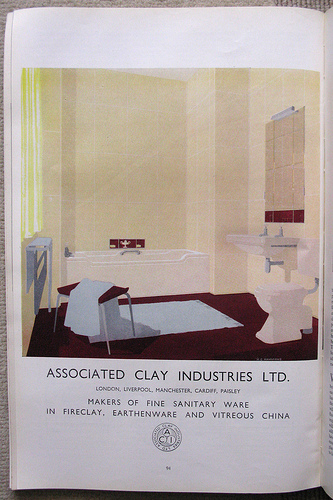 ASSOCIATED CLAY INDUSTRIES LTD.
LONDON, LIVERPOOL, MANCHESTER, CARDIFF, PAISLEY
MAKERS OF FINE SANITARY WARE
IN FIRECLAY, EARTHENWARE AND VITREOUS CHINA